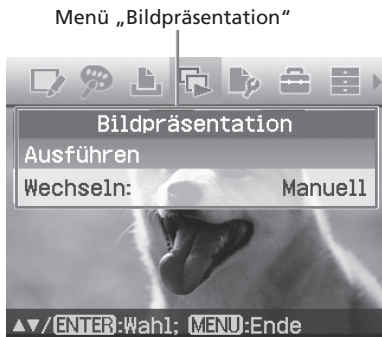 Menü „Bildpräsentation“
Bildpräsentation
Ausführen
Wechseln: Manuell
▲▼/ENTER:Wahl; MENU:Ende